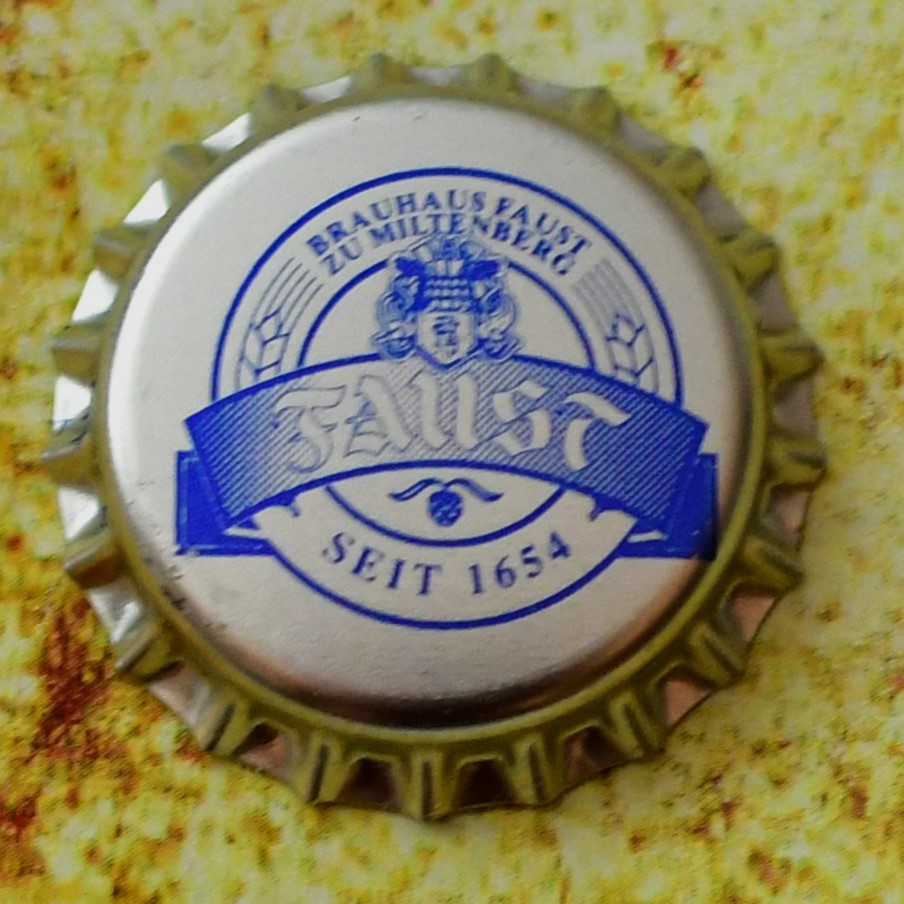 BRAUHAUS FAUST
ZU MILTENBERG
FAUST
SEIT 1654